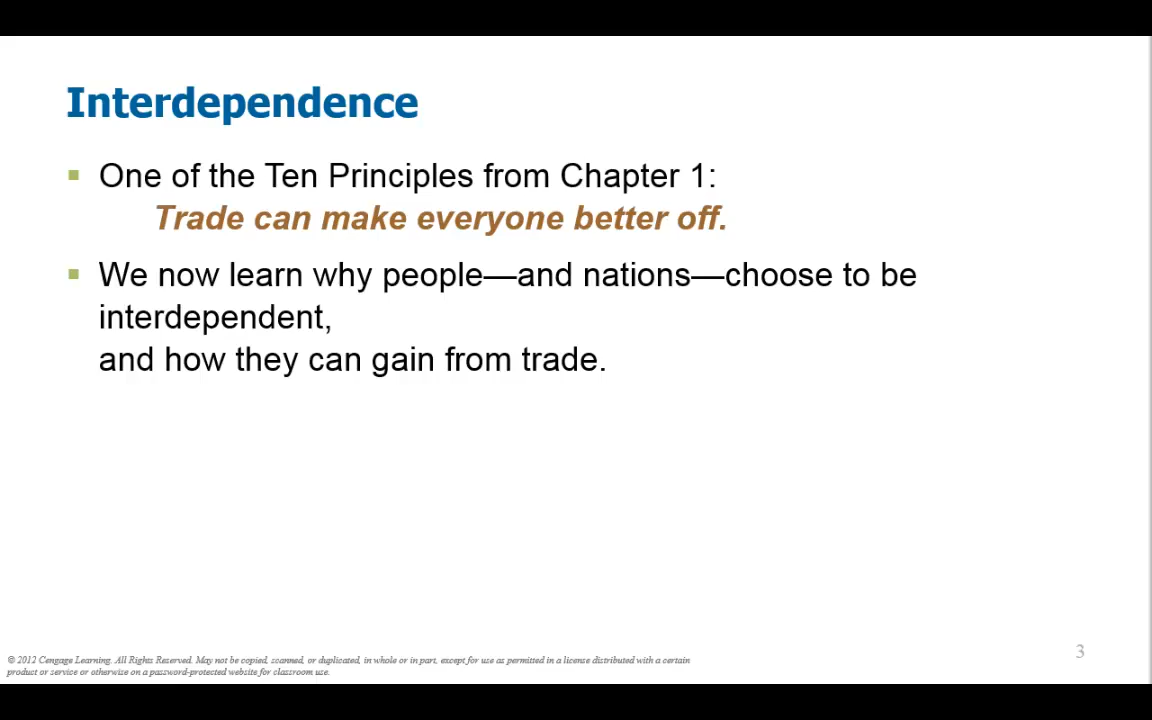 Interdependence
One of the Ten Principles from Chapter 1:
Trade can make everyone better off.
We now learn why people—and nations—choose to be
interdependent,
and how they can gain from trade.
© 2012 Cengage Learning. All Rights Reserved. May not be copied, scanned, or duplicated, in whole or in part, except for use as permitted in a license distributed with a certain
product or service or otherwise on a password-protected website for classroom use.
3